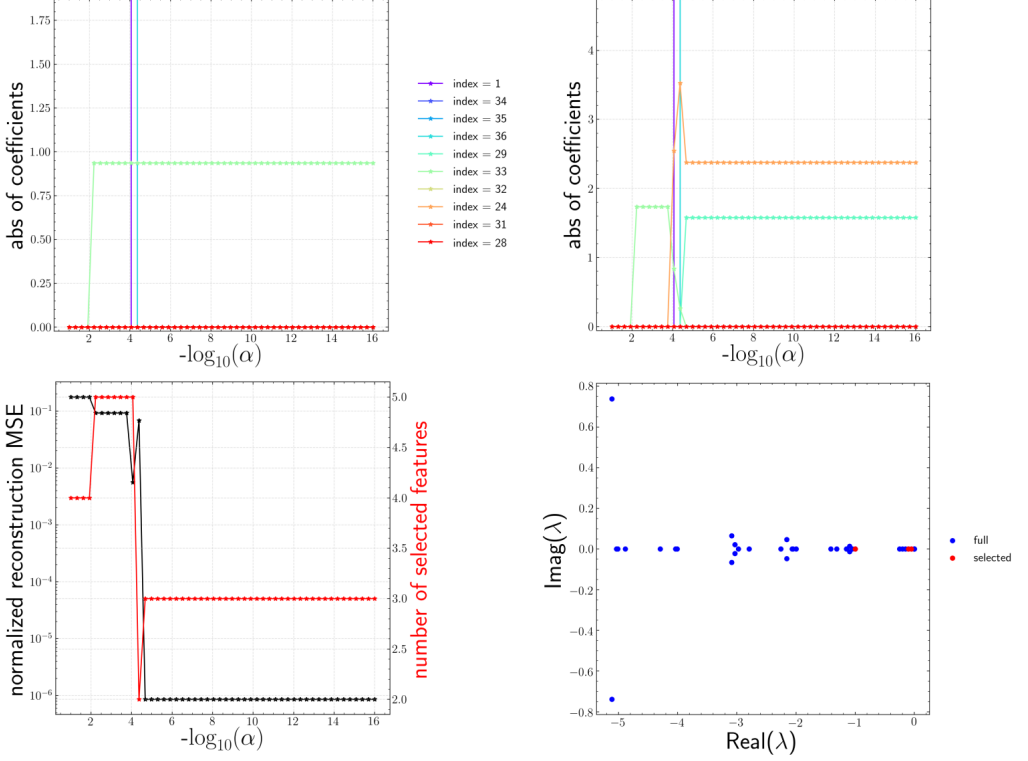 abs of coefficients
1.75
1.50
1.25
1.00
0.75
0.50
0.25
0.00
2 4 6 8 10 12 14 16
-log10(α)
index = 1
index = 34
index = 35
index = 36
index = 29
index = 33
index = 32
index = 24
index = 31
index = 28
abs of coefficients
4
3
2
1
0
2 4 6 8 10 12 14 16
-log10(α)
normalized reconstruction MSE
10−1
10−2
10−3
10−4
10−5
10−6
2 4 6 8 10 12 14 16
-log10(α)
5.0
4.5
4.0
3.5
3.0
2.5
2.0
number of selected features
Imag(λ)
0.8
0.6
0.4
0.2
0.0
−0.2
−0.4
−0.6
−0.8
−5 −4 −3 −2 −1 0
Real(λ)
full
selected